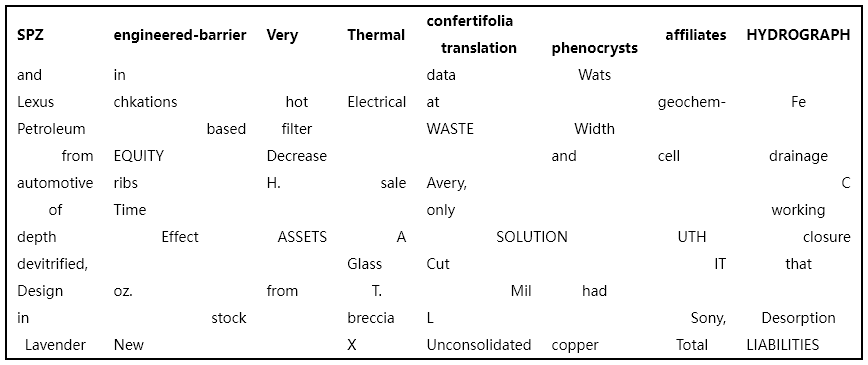 SPZ engineered-barrier Very Thermal confertifolia translation phenocrysts affiliates HYDROGRAPH
and in data Wats
Lexus chkations hot Electrical at geochem- Fe
Petroleum based filter WASTE Width
from EQUITY Decrease and cell drainage
automotive ribs H. sale Avery, C
of Time only working
depth Effect ASSETS A SOLUTION UTH closure
devitrified, Glass Cut IT that
Design oz. from T. Mil had
in stock breccia L Sony, Desorption
Lavender New X Unconsolidated copper Total LIABILITIES